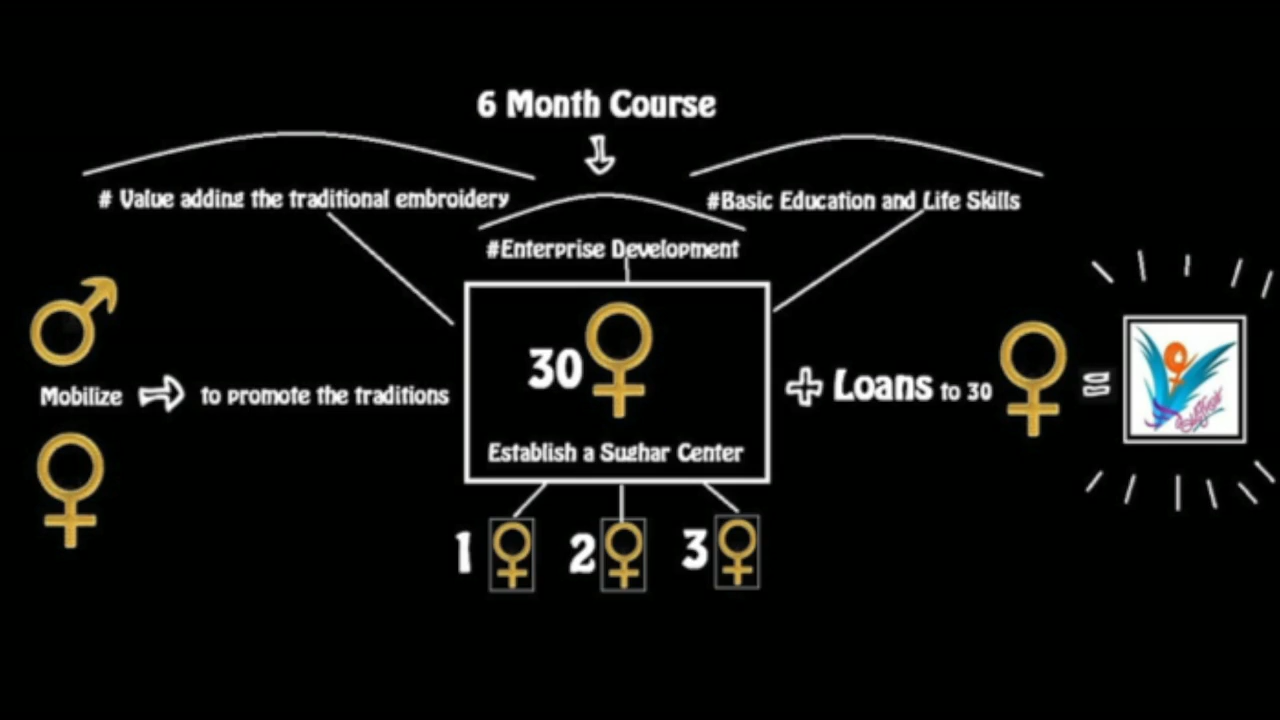 6 Month Course
# Value adding the traditional embroidery
#Basic Education and Life Skills
#Enterprise Development
30
Mobilize
to promote the traditions
+ Loans to 30
=
Establish a Sughar Center
1
2
3